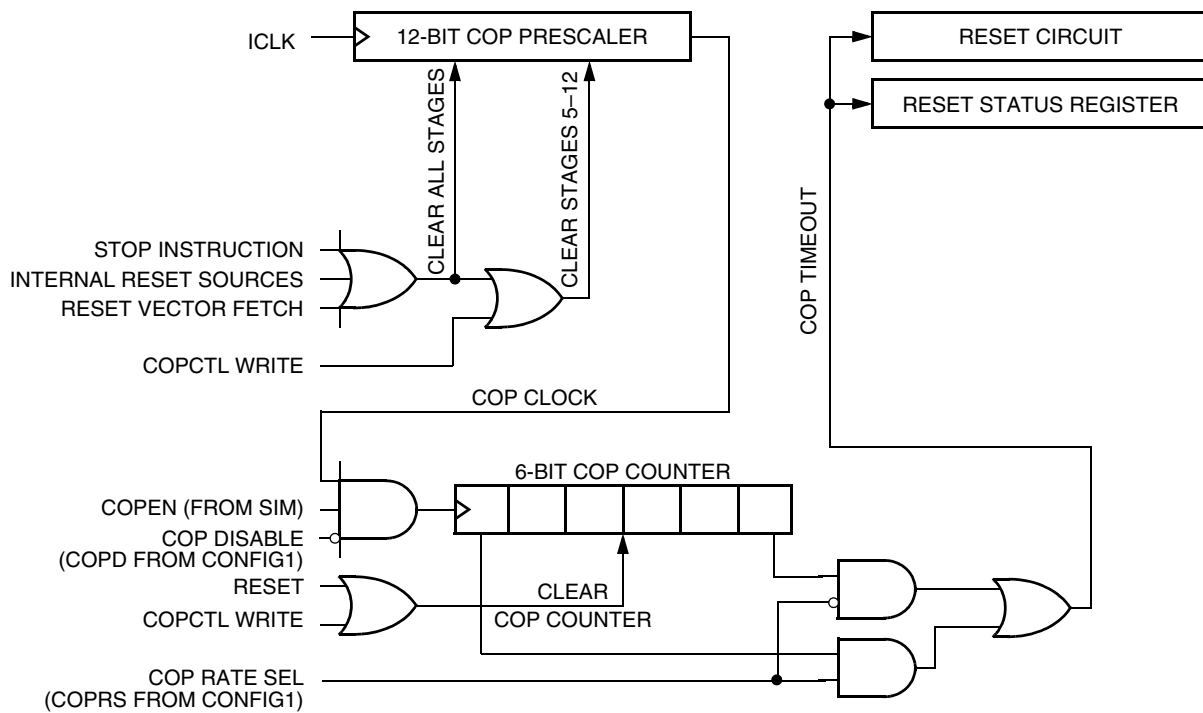 ICLK
12-BIT COP PRESCALER
RESET CIRCUIT
RESET STATUS REGISTER
CLEAR ALL STAGES
CLEAR STAGES 5–12
COP TIMEOUT
STOP INSTRUCTION
INTERNAL RESET SOURCES
RESET VECTOR FETCH
COPCTL WRITE
COP CLOCK
6-BIT COP COUNTER
COPEN (FROM SIM)
COP DISABLE
(COPD FROM CONFIG1)
RESET
COPCTL WRITE
CLEAR
COP COUNTER
COP RATE SEL
(COPRS FROM CONFIG1)